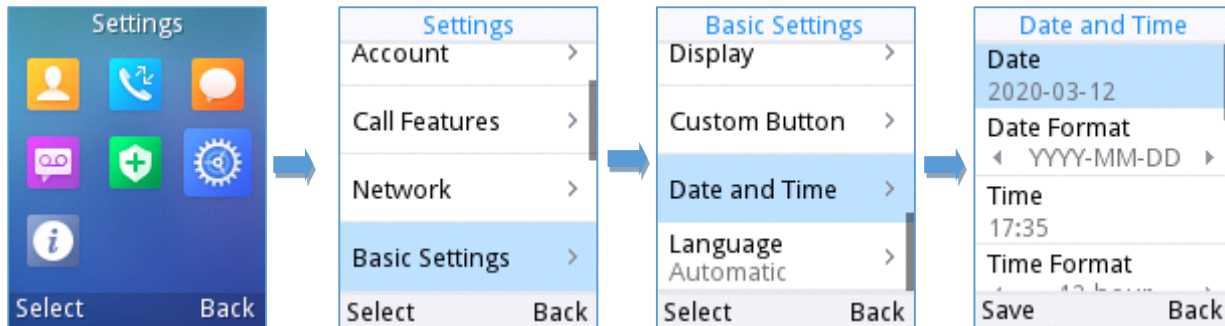 Settings
Select Back
Settings
Account
Call Features
Network
Basic Settings
Select Back
Basic Settings
Display
Custom Button
Date and Time
Language
Automatic
Select Back
Date and Time
Date
2020-03-12
Date Format
YYYY-MM-DD
Time
17:35
Time Format
Save Back